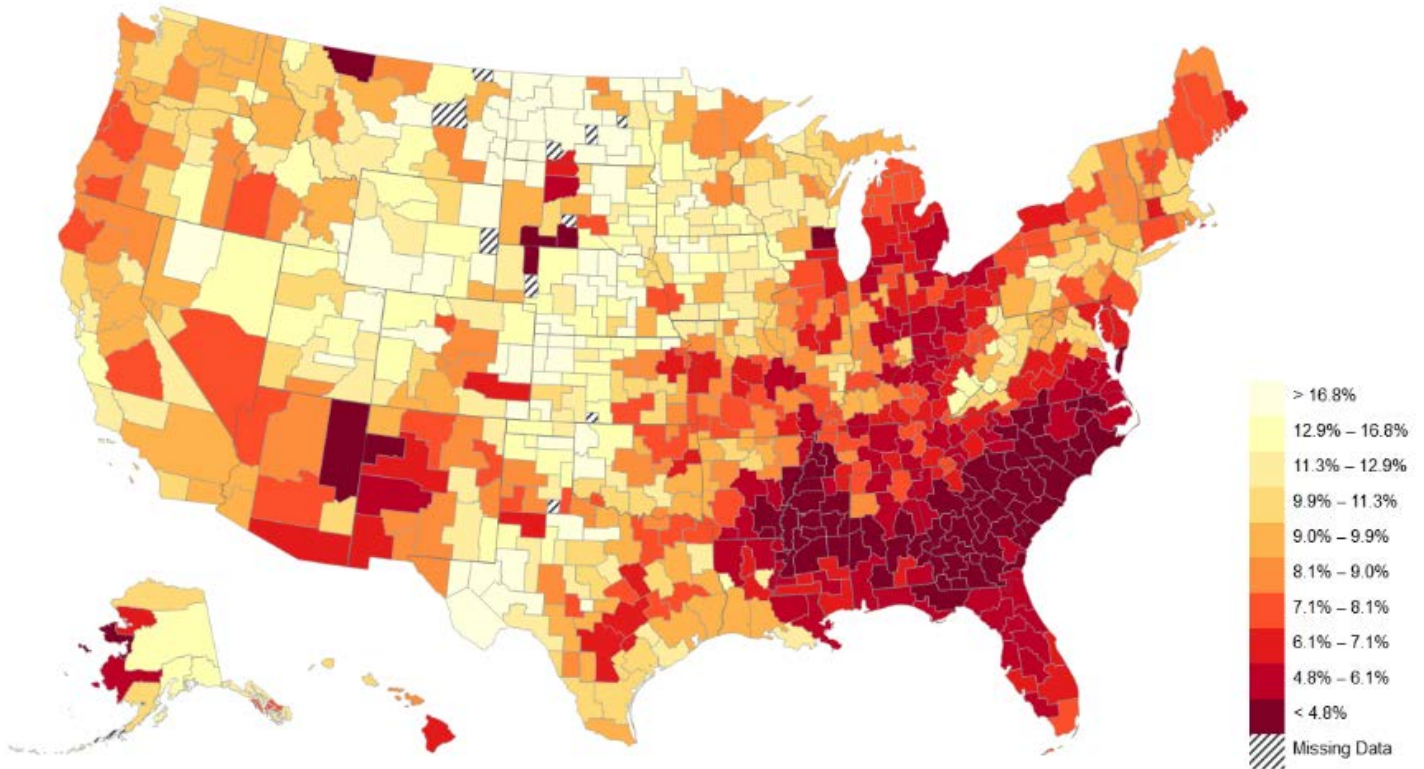 > 16.8%
12.9% – 16.8%
11.3% – 12.9%
9.9% – 11.3%
9.0% – 9.9%
8.1% – 9.0%
7.1% – 8.1%
6.1% – 7.1%
4.8% – 6.1%
< 4.8%
Missing Data